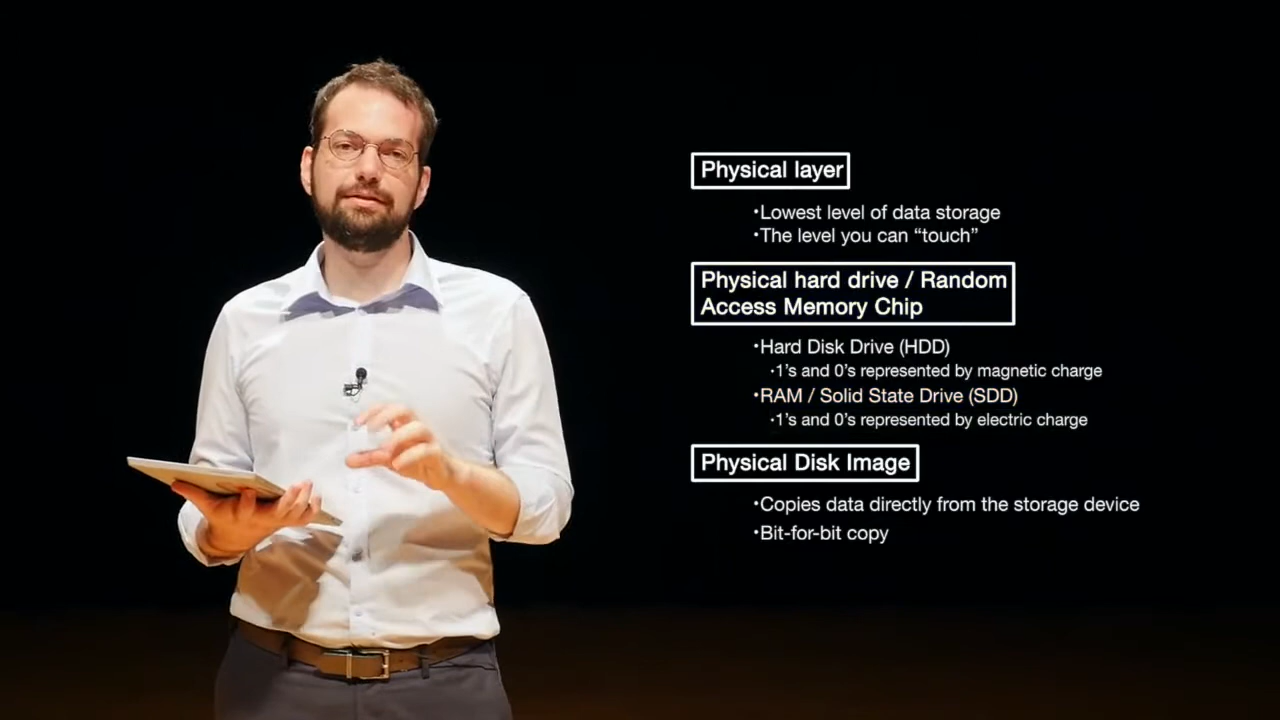 Physical layer
•Lowest level of data storage
•The level you can “touch”
Physical hard drive / Random
Access Memory Chip
•Hard Disk Drive (HDD)
•1’s and 0’s represented by magnetic charge
•RAM / Solid State Drive (SDD)
•1’s and 0’s represented by electric charge
Physical Disk Image
•Copies data directly from the storage device
•Bit-for-bit copy